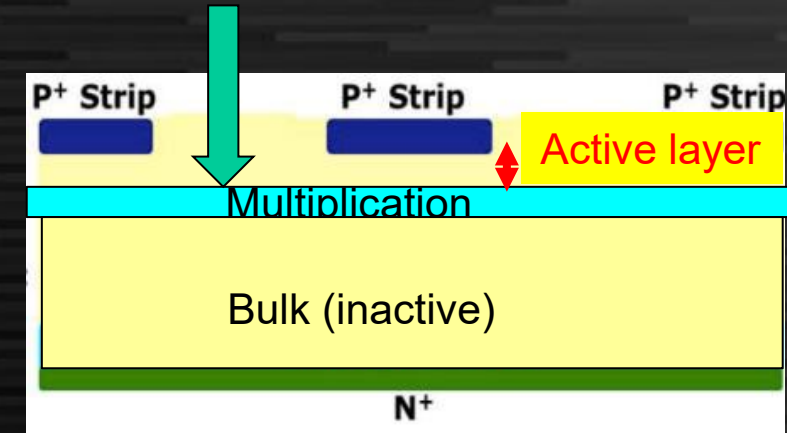 P+ Strip
P+ Strip
P+ Strip
Active layer
Multiplication
Bulk (inactive)
N+